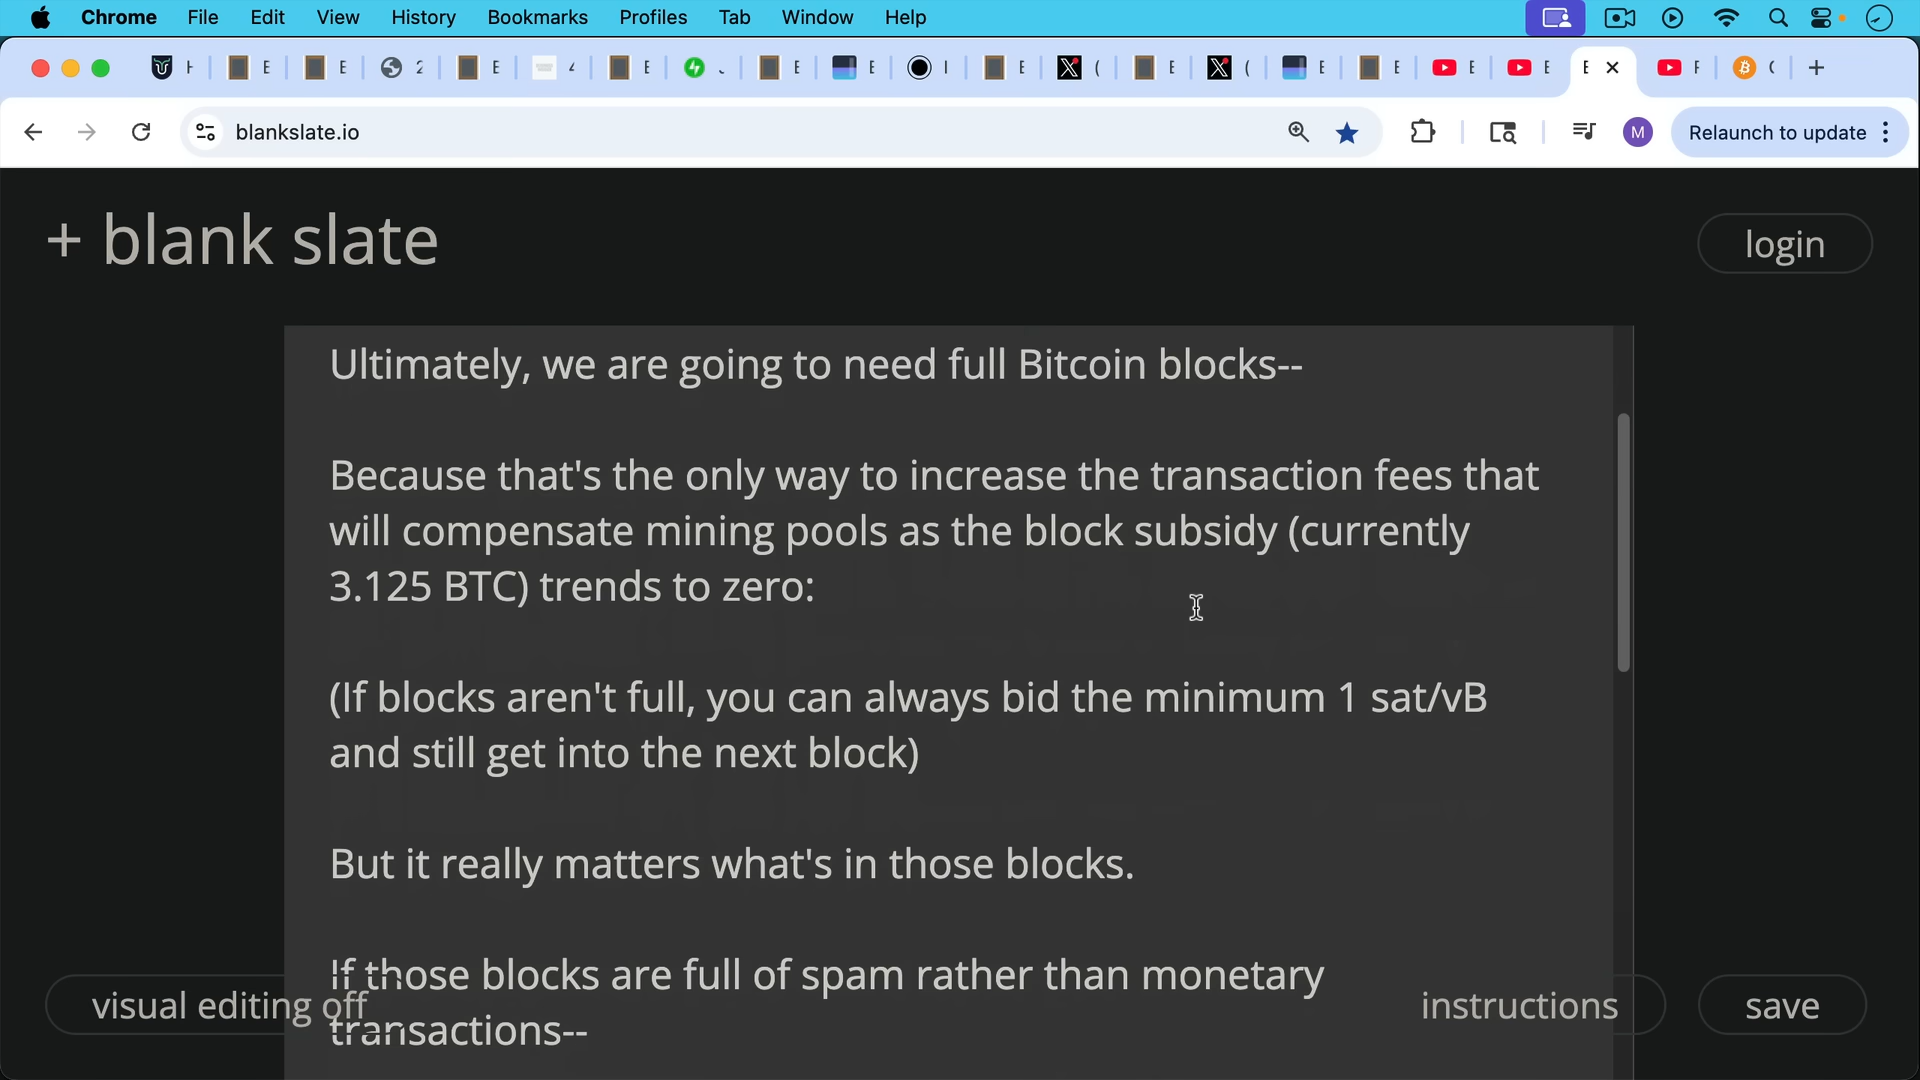 Chrome File Edit View History Bookmarks Profiles Tab Window Help
blankslate.io
M
Relaunch to update
+ blank slate
login
Ultimately, we are going to need full Bitcoin blocks--
Because that's the only way to increase the transaction fees that
will compensate mining pools as the block subsidy (currently
3.125 BTC) trends to zero:
(If blocks aren't full, you can always bid the minimum 1 sat/vB
and still get into the next block)
But it really matters what's in those blocks.
If those blocks are full of spam rather than monetary
transactions--
visual editing off
instructions
save